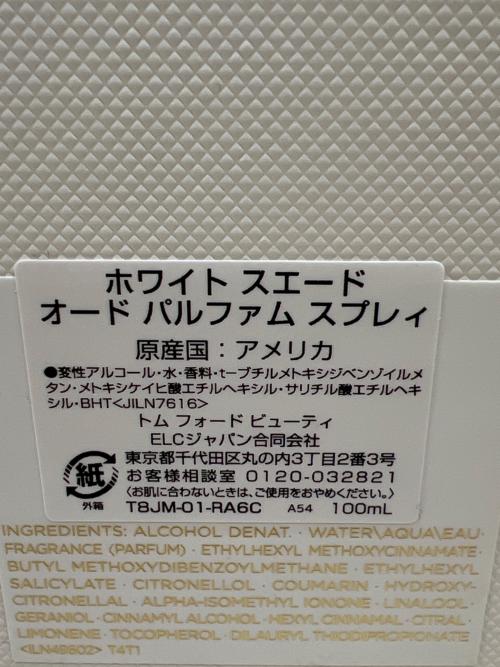 ホワイト スエード
オード パルファム スプレィ
原産国：アメリカ
●変性アルコール・水・香料・t-ブチルメトキシジベンゾイルメ
タン・メトキシケイヒ酸エチルヘキシル・サリチル酸エチルヘキ
シル・BHT<JILN7616>
トム フォード ビューティ
ELCジャパン合同会社
東京都千代田区丸の内3丁目2番3号
お客様相談室 0120-032821
〈お肌に合わないときは、ご使用をおやめください。〉
紙
外箱
T8JM-01-RA6C A54 100mL
INGREDIENTS: ALCOHOL DENAT. · WATER\AQUA\EAU ·
FRAGRANCE (PARFUM) · ETHYLHEXYL METHOXYCINNAMATE ·
BUTYL METHOXYDIBENZOYLMETHANE · ETHYLHEXYL
SALICYLATE · CITRONELLOL · COUMARIN · HYDROXY-
CITRONELLAL · ALPHA-ISOMETHYL IONONE · LINALOOL ·
GERANIOL · CINNAMYL ALCOHOL · HEXYL CINNAMAL · CITRAL ·
LIMONENE · TOCOPHEROL · DILAURYL THIODIPROPIONATE
<ILN49602> T4T1